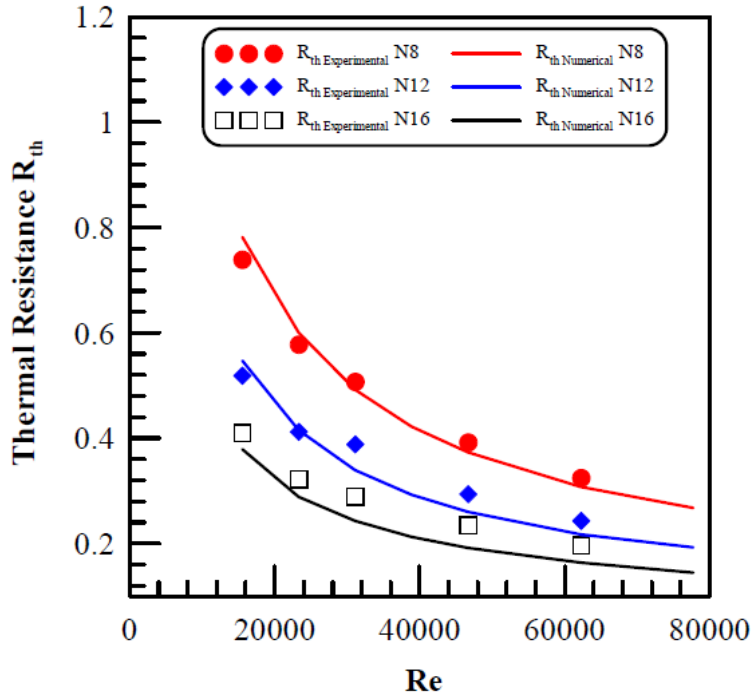 1.2
1
0.8
0.6
0.4
0.2
Thermal Resistance Rth
Rth Experimental N8 Rth Numerical N8
Rth Experimental N12 Rth Numerical N12
Rth Experimental N16 Rth Numerical N16
0 20000 40000 60000 80000
Re